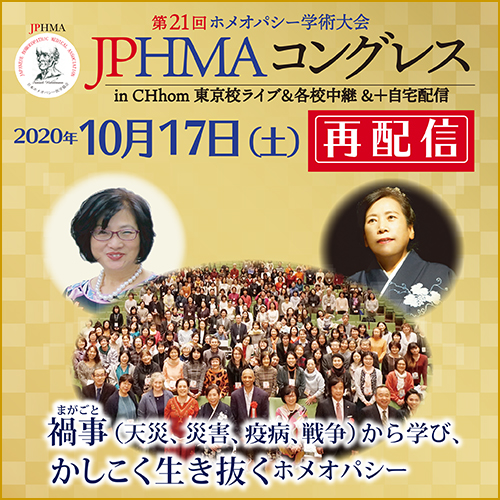 JPHMA
第21回 ホメオパシー学術大会
JPHMAコングレス
in CHhom 東京校ライブ&各校中継 &+自宅配信
2020年 10月17日(土) 再配信
まがごと
禍事(天災、災害、疫病、戦争)から学び、
かしこく生き抜くホメオパシー